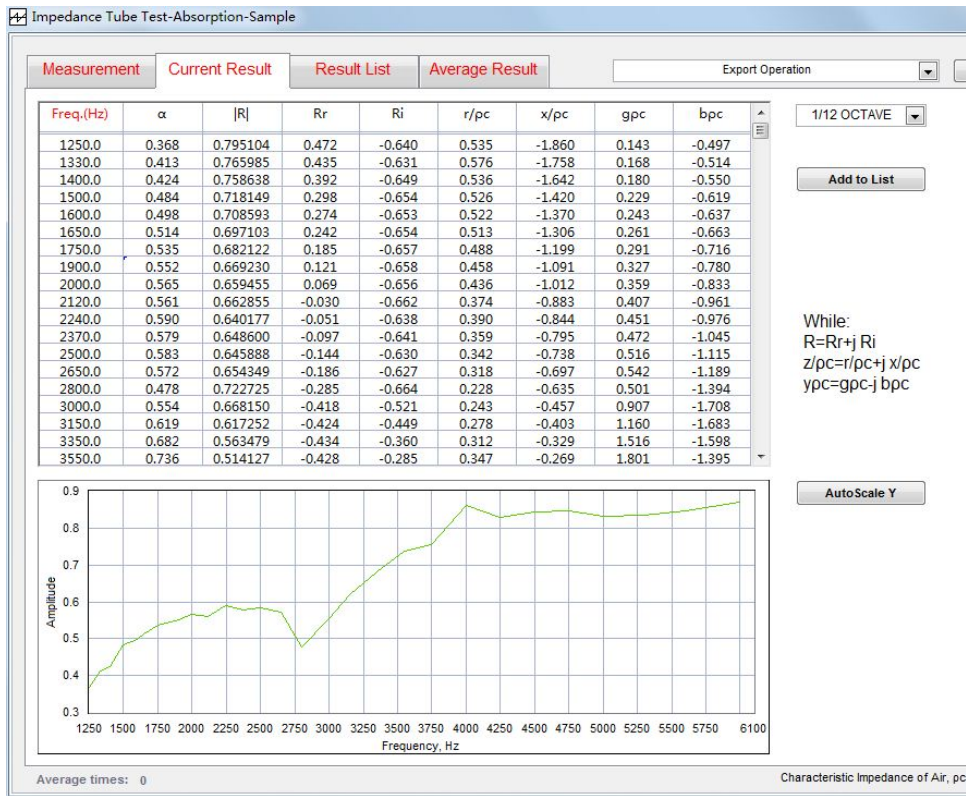 Impedance Tube Test-Absorption-Sample
Measurement Current Result Result List Average Result Export Operation
Freq.(Hz) α |R| Rr Ri r/ρc x/ρc gρc bρc
1250.0 0.368 0.795104 0.472 -0.640 0.535 -1.860 0.143 -0.497
1330.0 0.413 0.765985 0.435 -0.631 0.576 -1.758 0.168 -0.514
1400.0 0.424 0.758638 0.392 -0.649 0.536 -1.642 0.180 -0.550
1500.0 0.484 0.718149 0.298 -0.654 0.526 -1.420 0.229 -0.619
1600.0 0.498 0.708593 0.274 -0.653 0.522 -1.370 0.243 -0.637
1650.0 0.514 0.697103 0.242 -0.654 0.513 -1.306 0.261 -0.663
1750.0 0.535 0.682122 0.185 -0.657 0.488 -1.199 0.291 -0.716
1900.0 0.552 0.669230 0.121 -0.658 0.458 -1.091 0.327 -0.780
2000.0 0.565 0.659455 0.069 -0.656 0.436 -1.012 0.359 -0.833
2120.0 0.561 0.662855 -0.030 -0.662 0.374 -0.883 0.407 -0.961
2240.0 0.590 0.640177 -0.051 -0.638 0.390 -0.844 0.451 -0.976
2370.0 0.579 0.648600 -0.097 -0.641 0.359 -0.795 0.472 -1.045
2500.0 0.583 0.645888 -0.144 -0.630 0.342 -0.738 0.516 -1.115
2650.0 0.572 0.654349 -0.186 -0.627 0.318 -0.697 0.542 -1.189
2800.0 0.478 0.722725 -0.285 -0.664 0.228 -0.635 0.501 -1.394
3000.0 0.554 0.668150 -0.418 -0.521 0.243 -0.457 0.907 -1.708
3150.0 0.619 0.617252 -0.424 -0.449 0.278 -0.403 1.160 -1.683
3350.0 0.682 0.563479 -0.434 -0.360 0.312 -0.329 1.516 -1.598
3550.0 0.736 0.514127 -0.428 -0.285 0.347 -0.269 1.801 -1.395
1/12 OCTAVE
Add to List
While:
R=Rr+j Ri
z/ρc=r/ρc+j x/ρc
yρc=gρc-j bρc
AutoScale Y
0.9
0.8
0.7
0.6
0.5
0.4
0.3
Amplitude
1250 1500 1750 2000 2250 2500 2750 3000 3250 3500 3750 4000 4250 4500 4750 5000 5250 5500 5750 6100
Frequency, Hz
Average times: 0
Characteristic Impedance of Air, ρc